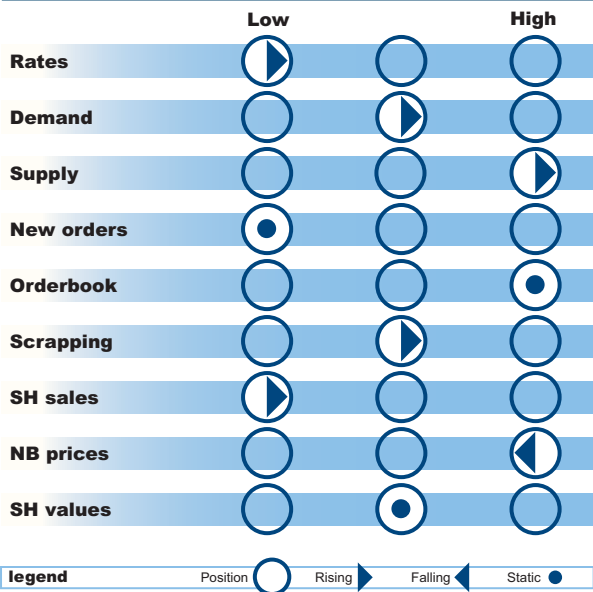 Low High
Rates
Demand
Supply
New orders
Orderbook
Scrapping
SH sales
NB prices
SH values
legend Position Rising Falling Static